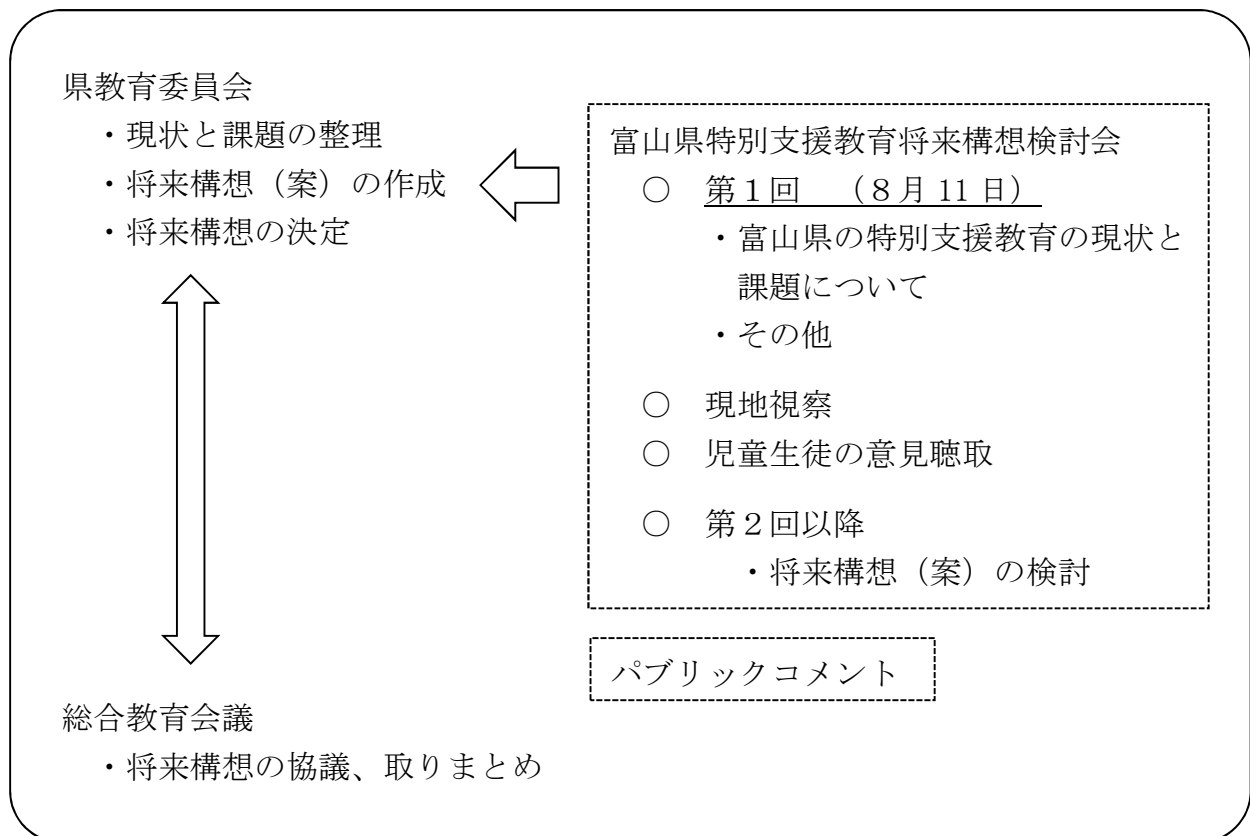 県教育委員会
・現状と課題の整理
・将来構想（案）の作成
・将来構想の決定
富山県特別支援教育将来構想検討会
○　第１回　（８月 11 日）
・富山県の特別支援教育の現状と
課題について
・その他
○　現地視察
○　児童生徒の意見聴取
○　第２回以降
・将来構想（案）の検討
パブリックコメント
総合教育会議
・将来構想の協議、取りまとめ